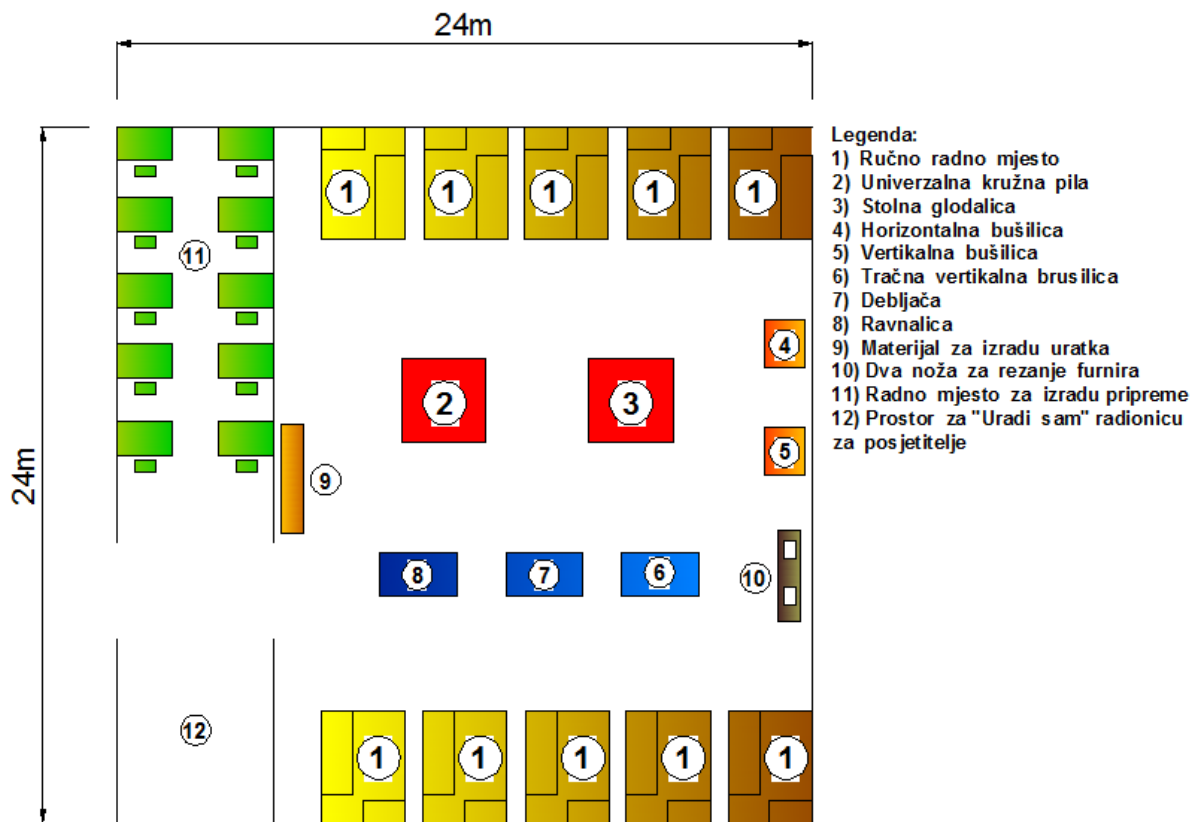 24m
24m
1 1 1 1 1
11
4
2 3
5
9
8 7 6 10
12
1 1 1 1 1
Legenda:
1) Ručno radno mjesto
2) Univerzalna kružna pila
3) Stolna glodalica
4) Horizontalna bušilica
5) Vertikalna bušilica
6) Tračna vertikalna brusilica
7) Debljača
8) Ravnalica
9) Materijal za izradu uratka
10) Dva noža za rezanje furnira
11) Radno mjesto za izradu pripreme
12) Prostor za "Uradi sam" radionicu
za posjetitelje